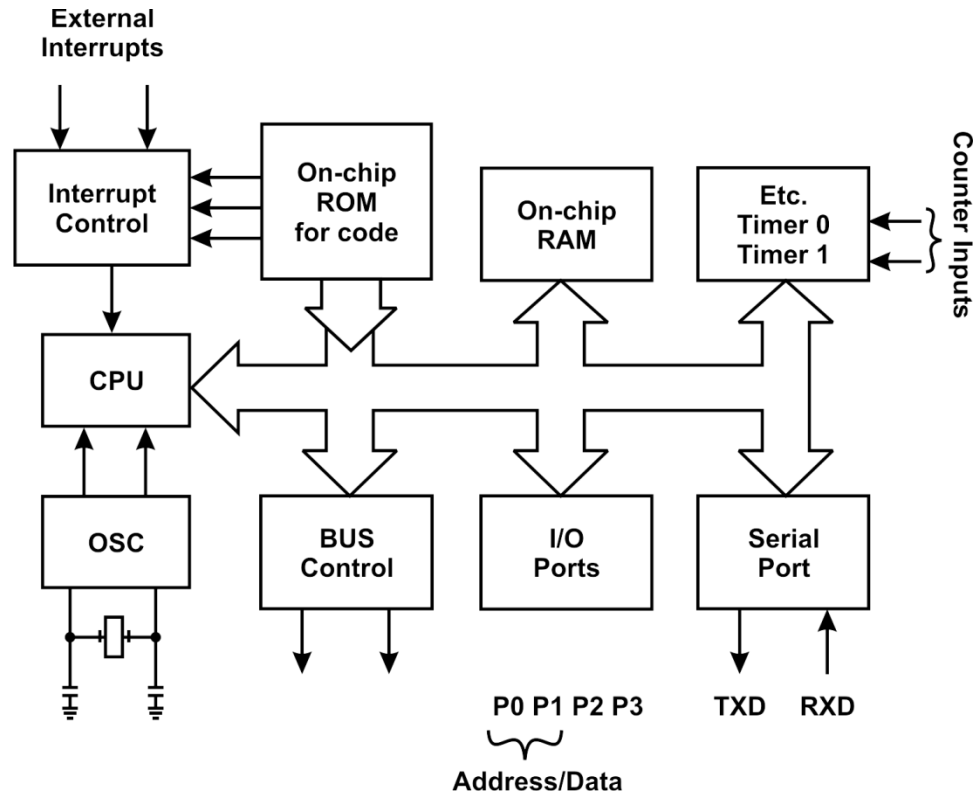 External
Interrupts
Interrupt
Control
On-chip
ROM
for code
On-chip
RAM
Etc.
Timer 0
Timer 1
Counter Inputs
CPU
OSC
BUS
Control
I/O
Ports
Serial
Port
P0 P1 P2 P3
TXD
RXD
Address/Data